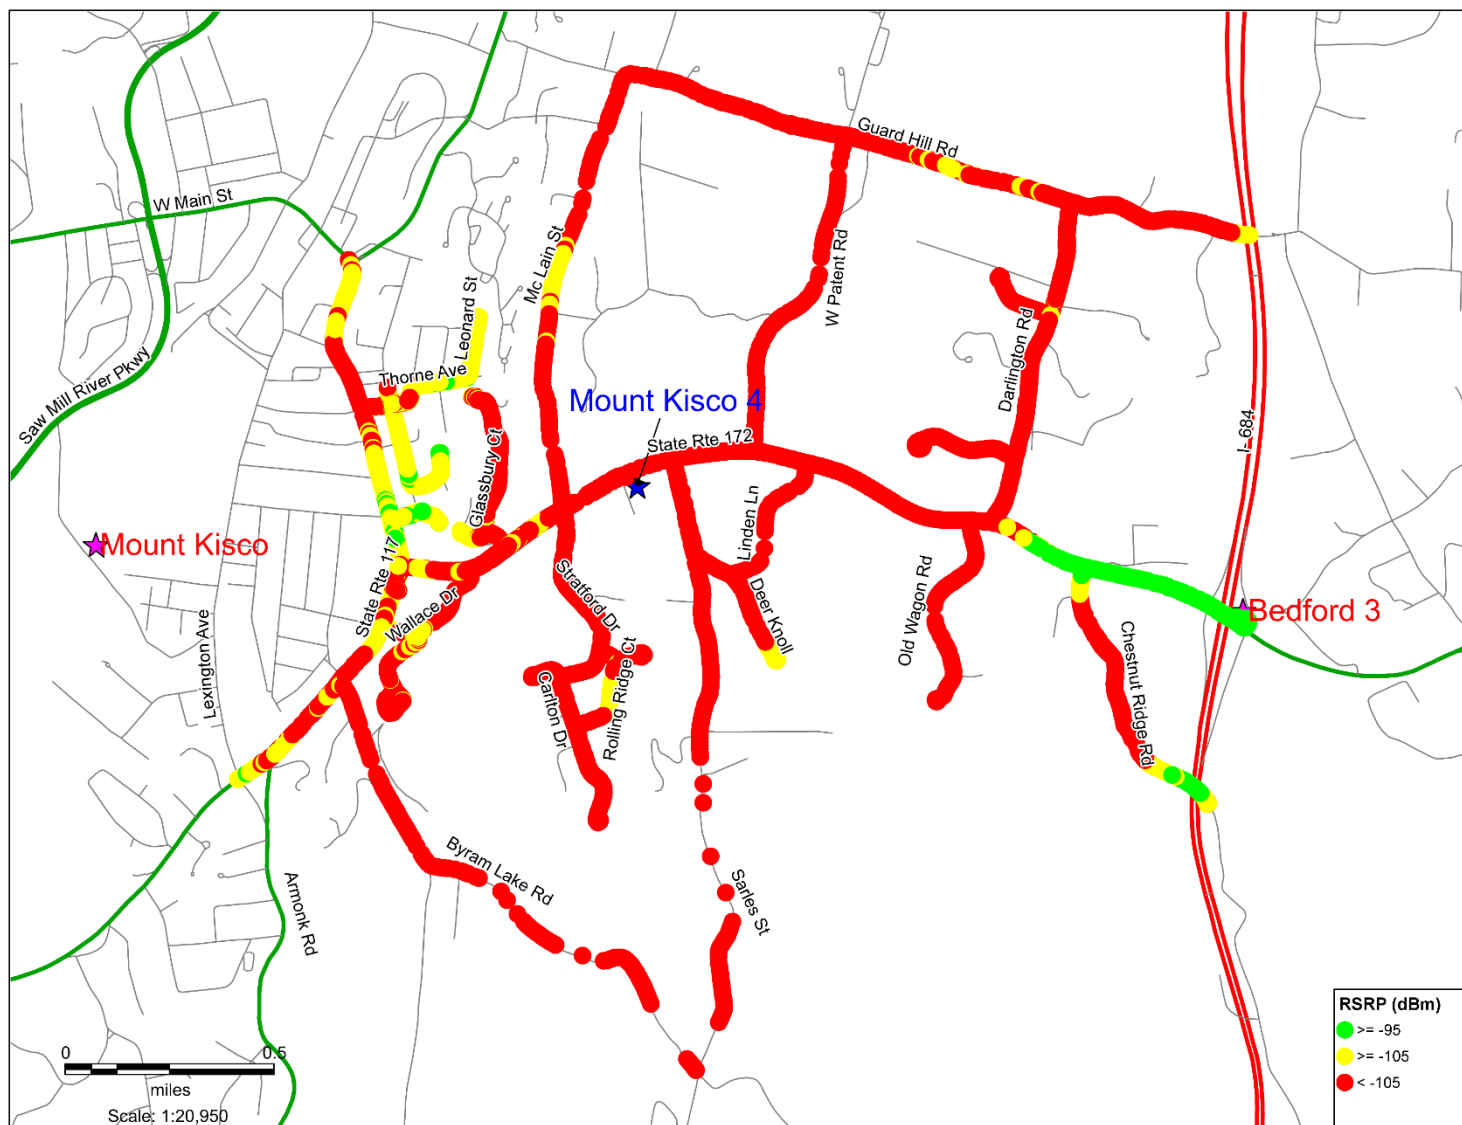 Guard Hill Rd
W Main St
Mc Lain St
W Patent Rd
Leonard St
Saw Mill River Pkwy
Thorne Ave
Darlington Rd
Mount Kisco 4
State Rte 172
I- 684
Glassbury Ct
Linden Ln
Mount Kisco
State Rte 117
Stratford Dr
Deer Knoll
Old Wagon Rd
Bedford 3
Wallace Dr
Lexington Ave
Rolling Ridge Ct
Carlton Dr
Chestnut Ridge Rd
Byram Lake Rd
Sarles St
Armonk Rd
RSRP (dBm)
>= -95
>= -105
< -105
0 0.5
miles
Scale: 1:20,950